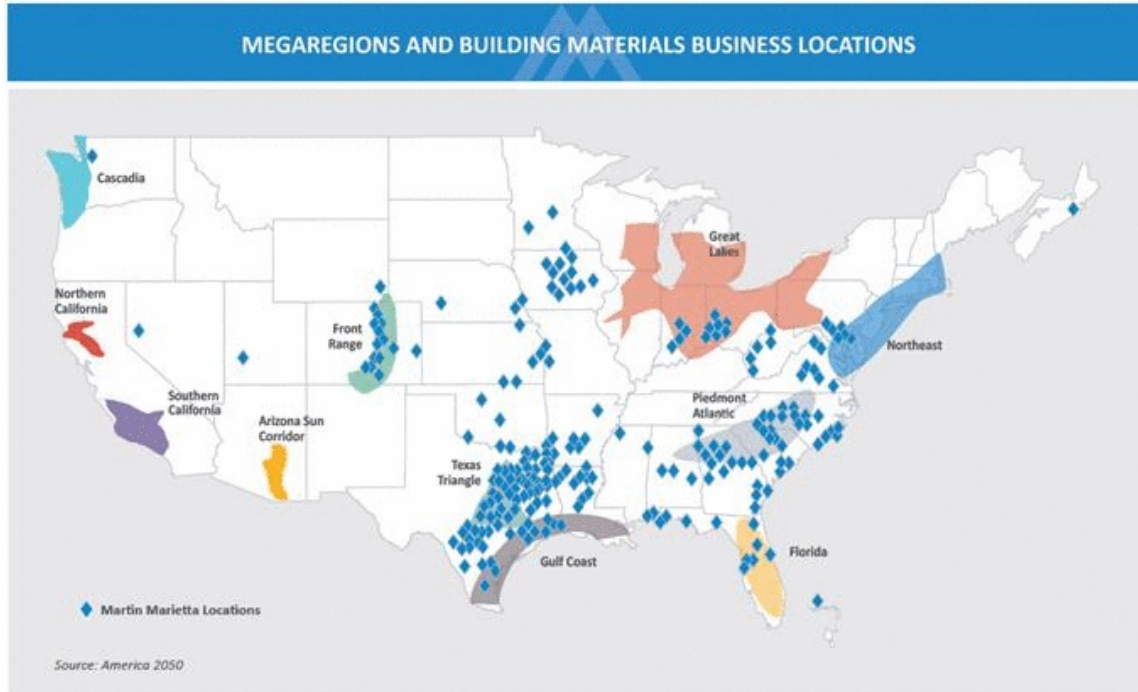 MEGAREGIONS AND BUILDING MATERIALS BUSINESS LOCATIONS
Cascadia
Great
Lakes
Northern
California
Front
Range
Northeast
Southern
California
Piedmont
Atlantic
Arizona Sun
Corridor
Texas
Triangle
Florida
Gulf Coast
Martin Marietta Locations
Source: America 2050